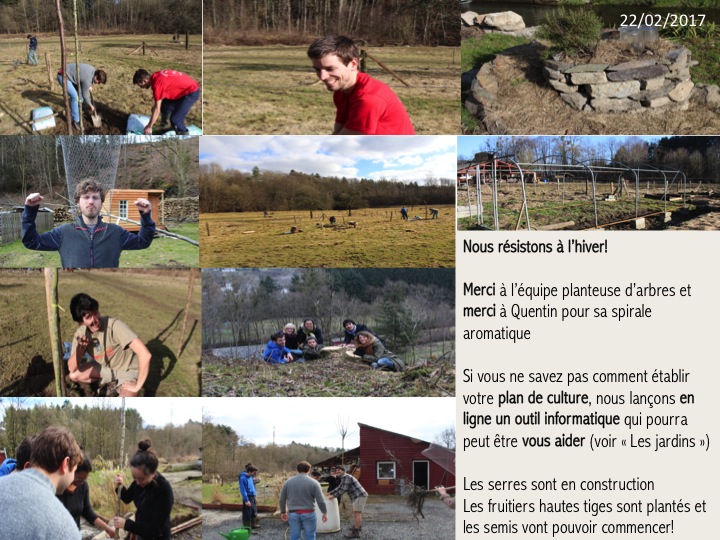 22/02/2017
Nous résistons à l'hiver!
Merci à l'équipe planteuse d'arbres et
merci à Quentin pour sa spirale
aromatique
Si vous ne savez pas comment établir
votre plan de culture, nous lançons en
ligne un outil informatique qui pourra
peut être vous aider (voir « Les jardins »)
Les serres sont en construction
Les fruitiers hautes tiges sont plantés et
les semis vont pouvoir commencer!